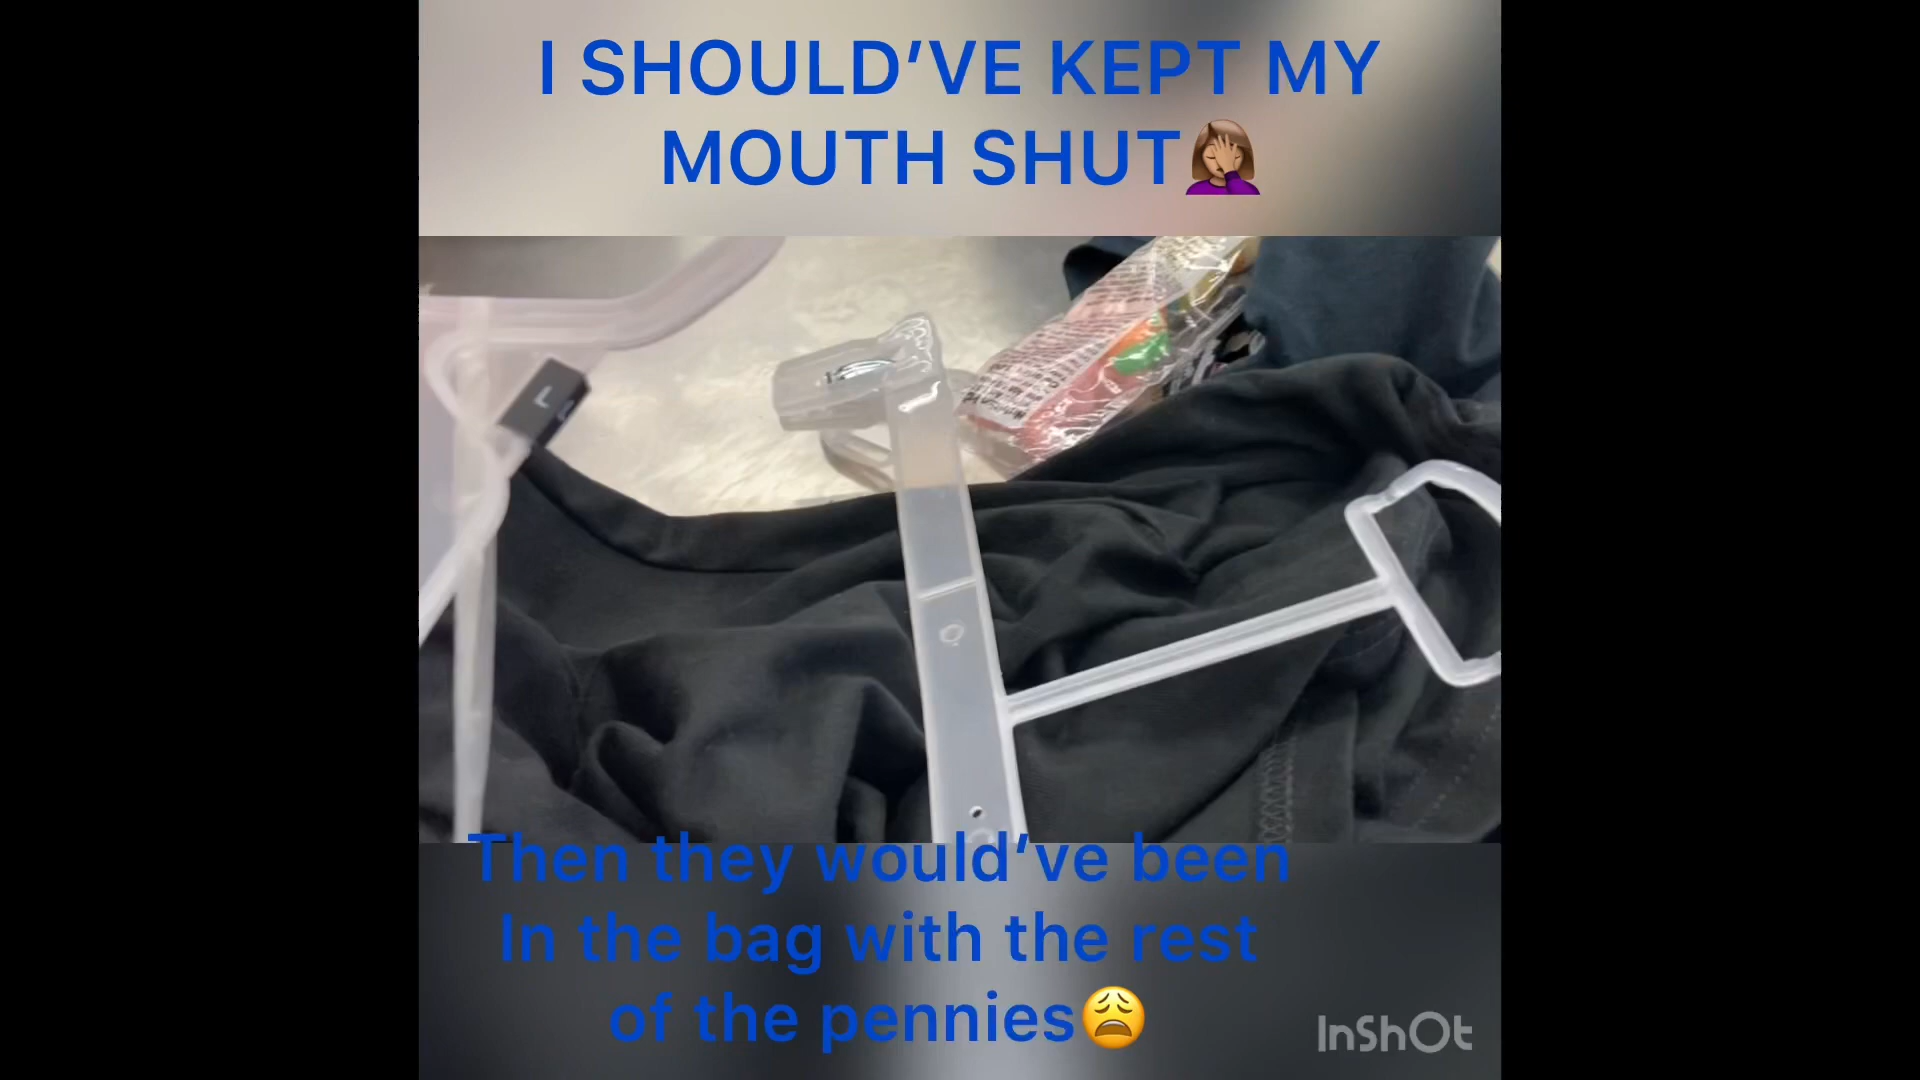 I SHOULD’VE KEPT MY
MOUTH SHUT🤦🏽‍♀️
L
Then they would’ve been
In the bag with the rest
of the pennies😩
InShOt